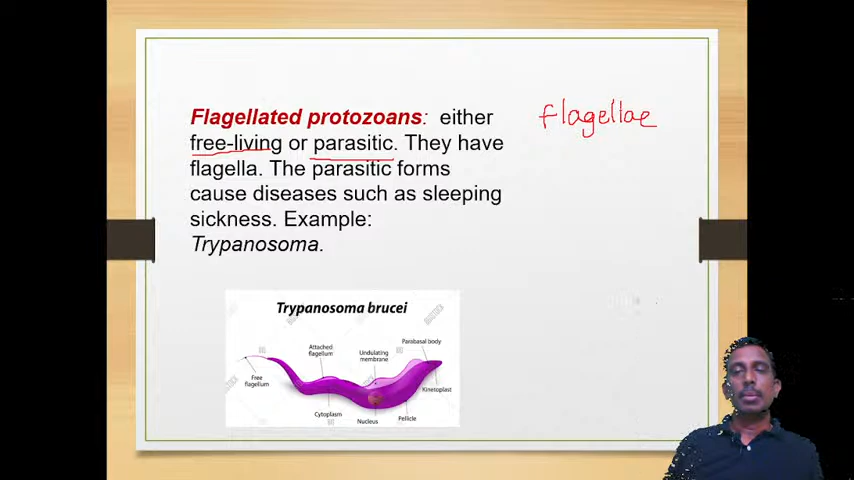 Flagellated protozoans: either
free-living or parasitic. They have
flagella. The parasitic forms
cause diseases such as sleeping
sickness. Example:
Trypanosoma.
flagellae
Trypanosoma brucei
Free
flagellum
Attached
flagellum
Undulating
membrane
Parabasal body
Kinetoplast
Cytoplasm
Nucleus
Pellicle